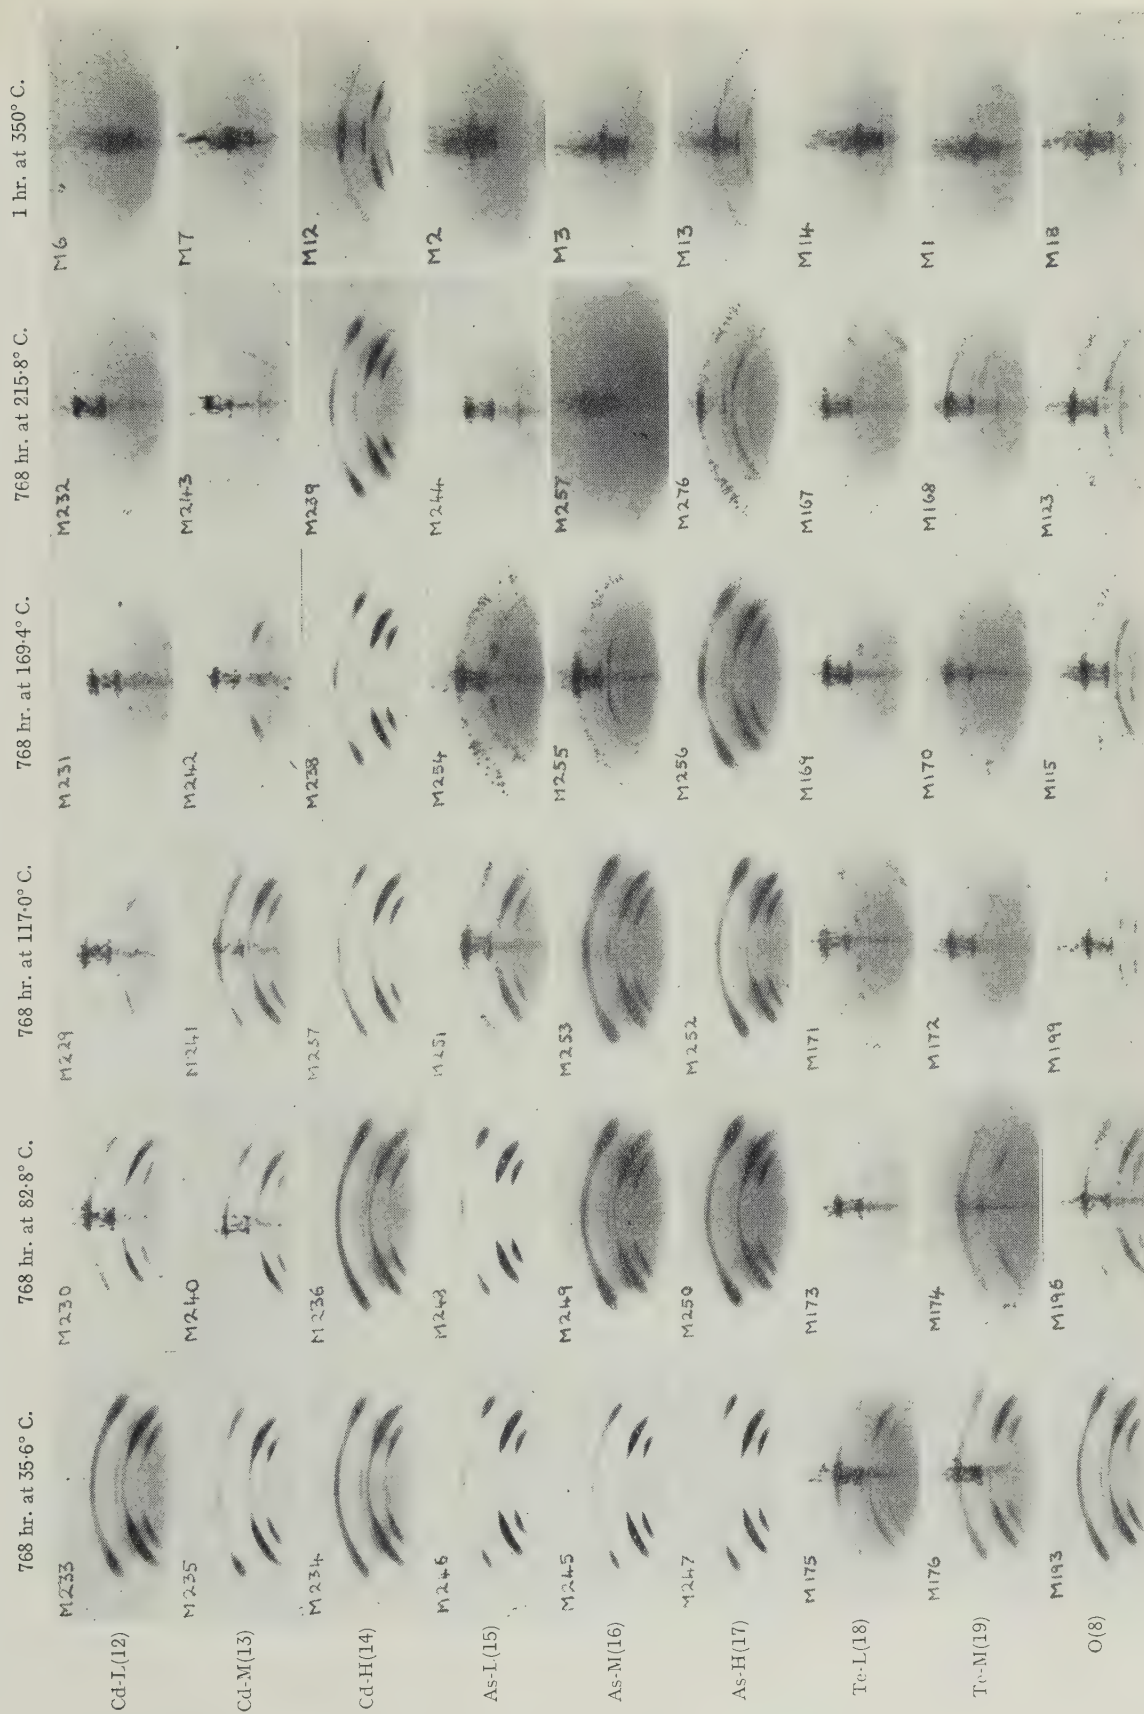 768 hr. at 35·6° C. 768 hr. at 82·8° C. 768 hr. at 117·0° C. 768 hr. at 169·4° C. 768 hr. at 215·8° C. 1 hr. at 350° C.
Cd-L(12) M233 M230 M229 M231 M232 M6
Cd-M(13) M235 M240 M241 M242 M243 M7
Cd-H(14) M234 M236 M237 M238 M239 M12
As-L(15) M246 M248 M251 M254 M244 M2
As-M(16) M245 M249 M253 M255 M257 M3
As-H(17) M247 M250 M252 M256 M276 M13
Te-L(18) M175 M173 M171 M169 M167 M14
Te-M(19) M176 M174 M172 M170 M168 M1
O(8) M193 M196 M199 M115 M123 M18